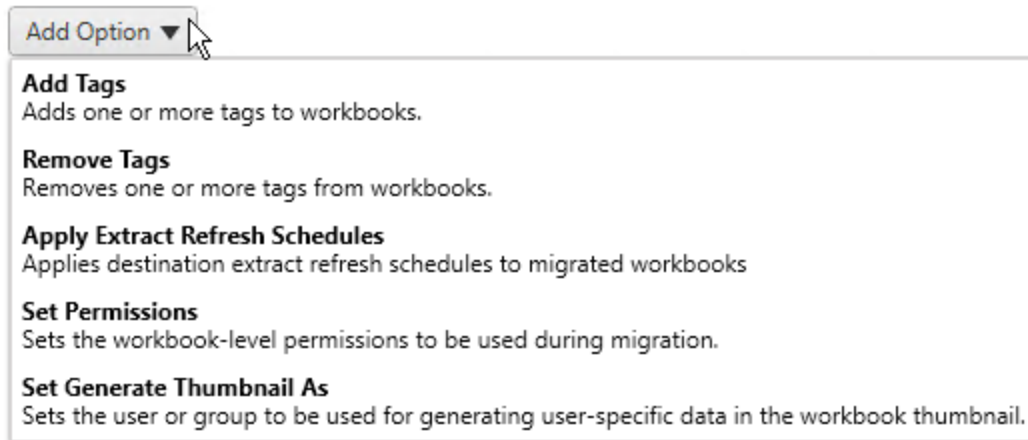 Add Option
Add Tags
Adds one or more tags to workbooks.
Remove Tags
Removes one or more tags from workbooks.
Apply Extract Refresh Schedules
Applies destination extract refresh schedules to migrated workbooks
Set Permissions
Sets the workbook-level permissions to be used during migration.
Set Generate Thumbnail As
Sets the user or group to be used for generating user-specific data in the workbook thumbnail.